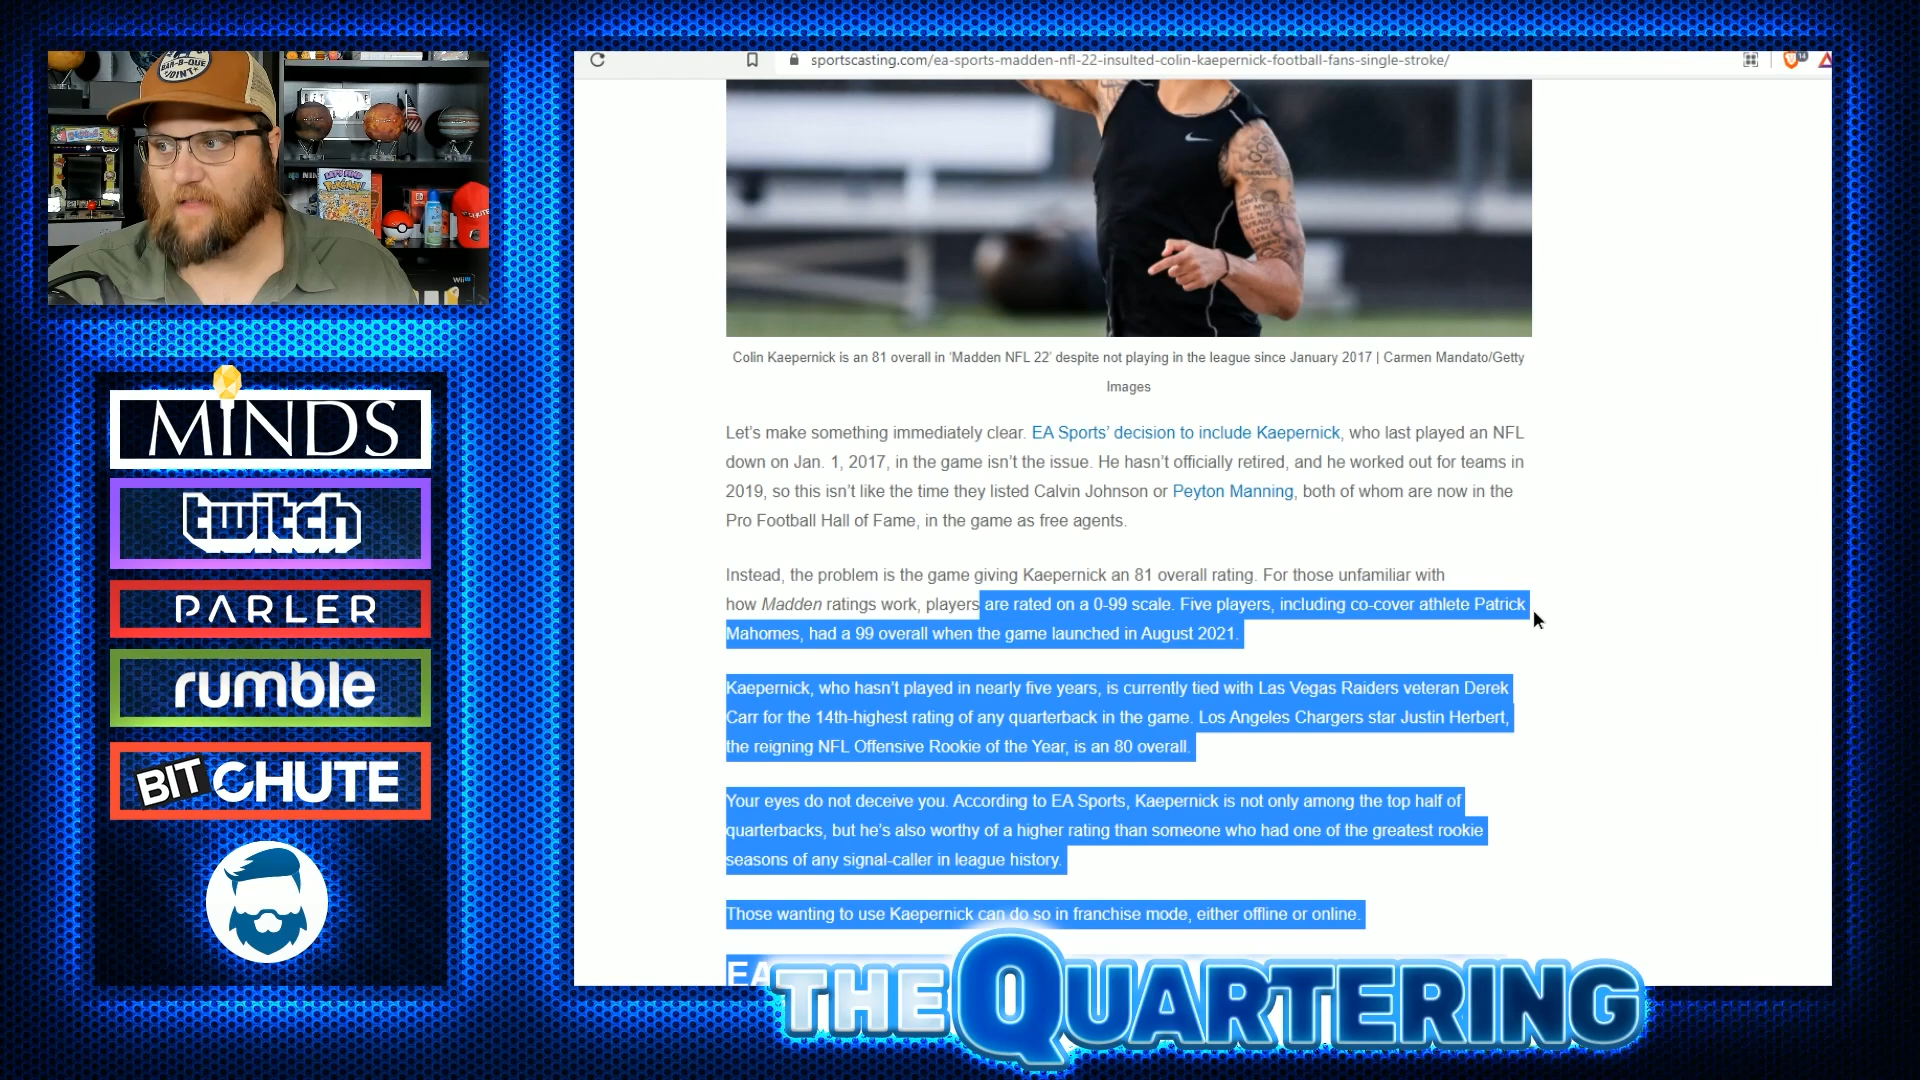 sportscasting.com/ea-sports-madden-nfl-22-insulted-colin-kaepernick-football-fans-single-stroke/
BAR-B-QUE
JOINT
POKéMON
Wii
MINDS
twitch
PARLER
rumble
BITCHUTE
Colin Kaepernick is an 81 overall in ‘Madden NFL 22’ despite not playing in the league since January 2017 | Carmen Mandato/Getty
Images
Let’s make something immediately clear. EA Sports’ decision to include Kaepernick, who last played an NFL
down on Jan. 1, 2017, in the game isn’t the issue. He hasn’t officially retired, and he worked out for teams in
2019, so this isn’t like the time they listed Calvin Johnson or Peyton Manning, both of whom are now in the
Pro Football Hall of Fame, in the game as free agents.
Instead, the problem is the game giving Kaepernick an 81 overall rating. For those unfamiliar with
how Madden ratings work, players are rated on a 0-99 scale. Five players, including co-cover athlete Patrick
Mahomes, had a 99 overall when the game launched in August 2021.
Kaepernick, who hasn’t played in nearly five years, is currently tied with Las Vegas Raiders veteran Derek
Carr for the 14th-highest rating of any quarterback in the game. Los Angeles Chargers star Justin Herbert,
the reigning NFL Offensive Rookie of the Year, is an 80 overall.
Your eyes do not deceive you. According to EA Sports, Kaepernick is not only among the top half of
quarterbacks, but he’s also worthy of a higher rating than someone who had one of the greatest rookie
seasons of any signal-caller in league history.
Those wanting to use Kaepernick can do so in franchise mode, either offline or online.
EA
THE QUARTERING